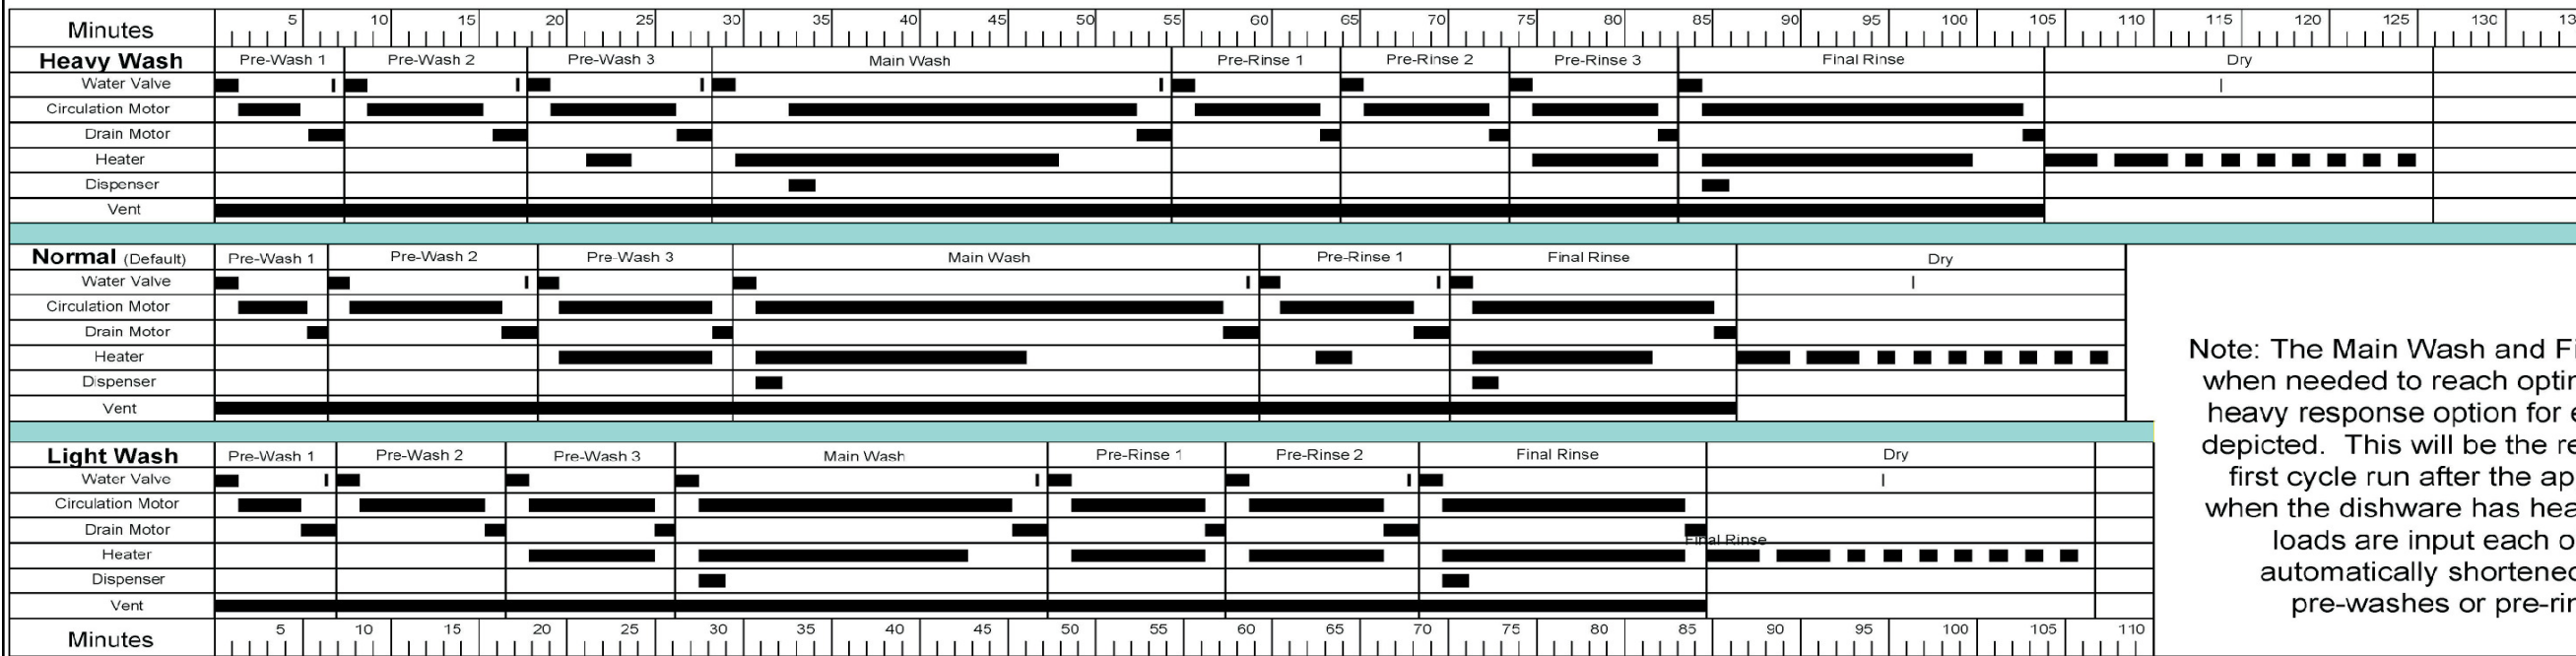 Minutes 5 10 15 20 25 30 35 40 45 50 55 60 65 70 75 80 85 90 95 100 105 110 115 120 125 130 13
Heavy Wash Pre-Wash 1 Pre-Wash 2 Pre-Wash 3 Main Wash Pre-Rinse 1 Pre-Rinse 2 Pre-Rinse 3 Final Rinse Dry
Water Valve
Circulation Motor
Drain Motor
Heater
Dispenser
Vent
Normal (Default) Pre-Wash 1 Pre-Wash 2 Pre-Wash 3 Main Wash Pre-Rinse 1 Final Rinse Dry
Water Valve
Circulation Motor
Drain Motor
Heater
Dispenser
Vent
Note: The Main Wash and Fi
when needed to reach optim
heavy response option for e
depicted. This will be the re
first cycle run after the ap
when the dishware has hea
loads are input each o
automatically shortened
pre-washes or pre-rin
Light Wash Pre-Wash 1 Pre-Wash 2 Pre-Wash 3 Main Wash Pre-Rinse 1 Pre-Rinse 2 Final Rinse Dry
Water Valve
Circulation Motor
Drain Motor
Final Rinse
Heater
Dispenser
Vent
Minutes 5 10 15 20 25 30 35 40 45 50 55 60 65 70 75 80 85 90 95 100 105 110